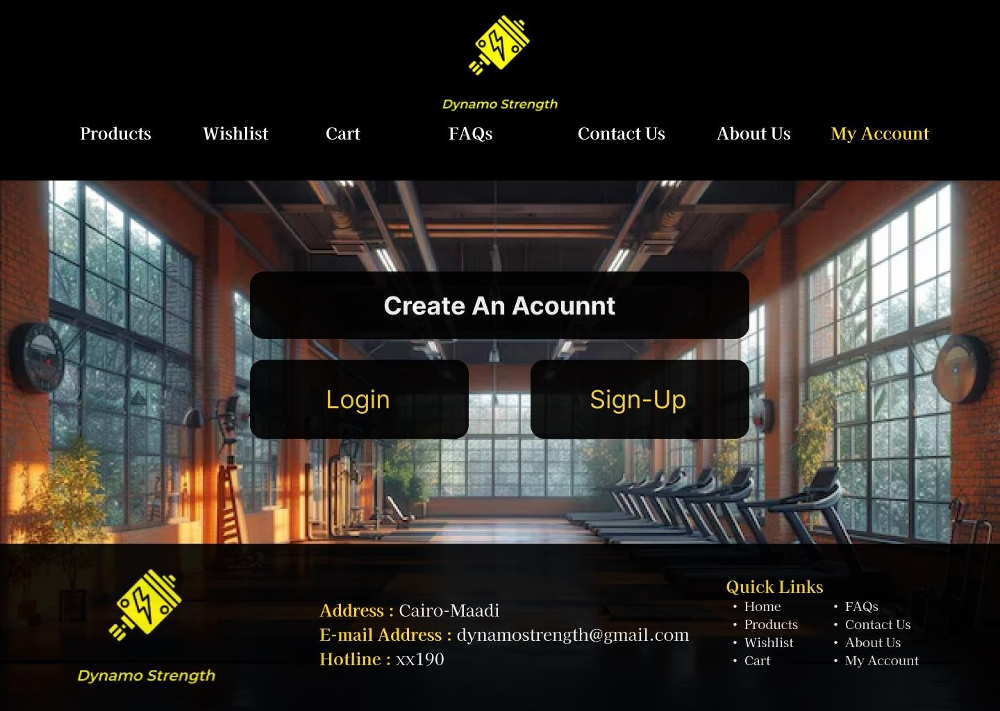 Dynamo Strength
Products Wishlist Cart FAQs Contact Us About Us My Account
Create An Acounnt
Login Sign-Up
Dynamo Strength
Address : Cairo-Maadi
E-mail Address : dynamostrength@gmail.com
Hotline : xx190
Quick Links
• Home • FAQs
• Products • Contact Us
• Wishlist • About Us
• Cart • My Account